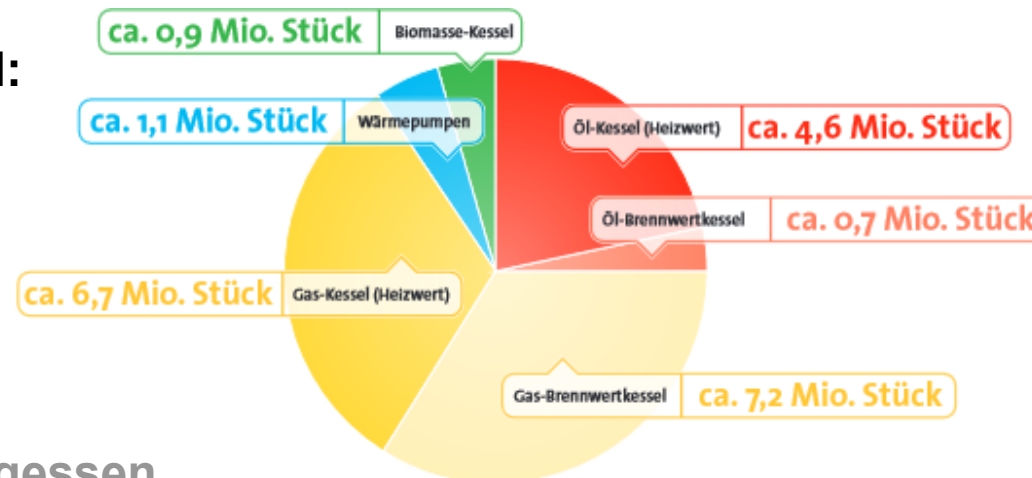 ca. 0,9 Mio. Stück Biomasse-Kessel
ca. 1,1 Mio. Stück Wärmepumpen
Öl-Kessel (Heizwert) ca. 4,6 Mio. Stück
Öl-Brennwertkessel ca. 0,7 Mio. Stück
ca. 6,7 Mio. Stück Gas-Kessel (Heizwert)
Gas-Brennwertkessel ca. 7,2 Mio. Stück
gessen